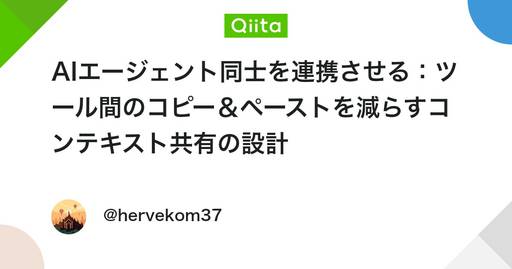 Qiita
AIエージェント同士を連携させる：ツ
ール間のコピー＆ペーストを減らすコ
ンテキスト共有の設計
@hervekom37